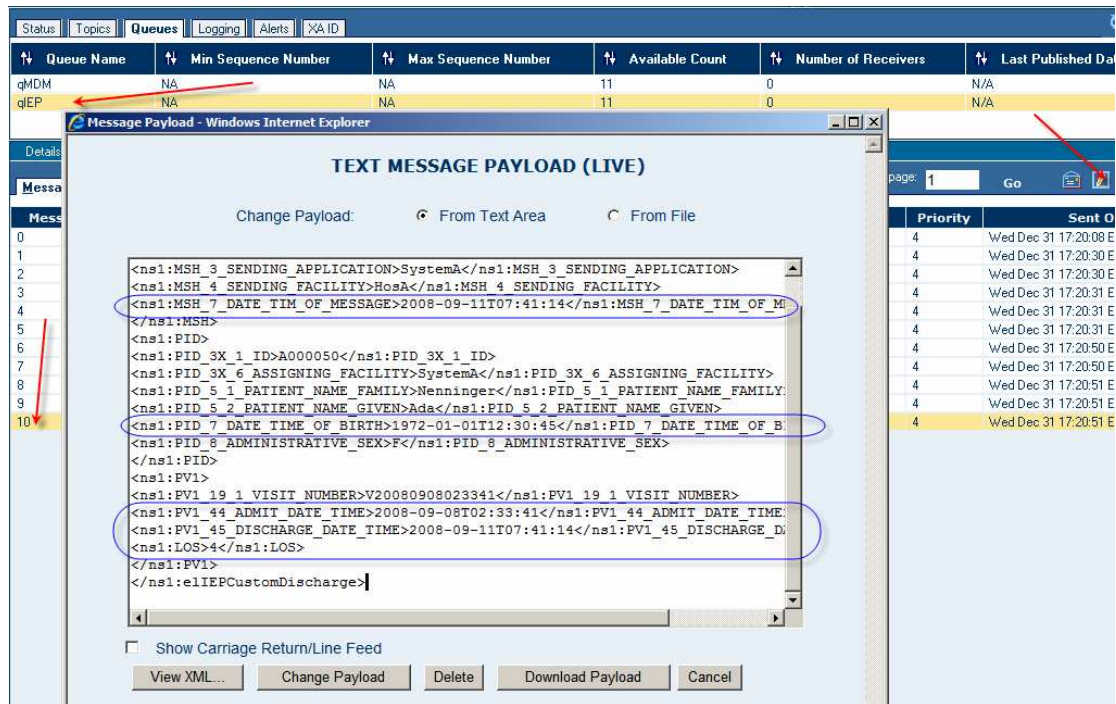 Status Topics Queues Logging Alerts XA ID
Queue Name Min Sequence Number Max Sequence Number Available Count Number of Receivers Last Published Da
qMDM NA NA 11 0 N/A
qIEP NA NA 11 0 N/A
Message Payload - Windows Internet Explorer
Details
TEXT MESSAGE PAYLOAD (LIVE)
Messa
page: 1 Go
Change Payload: From Text Area From File
Mess Priority Sent O
0 4 Wed Dec 31 17:20:08 E
1 4 Wed Dec 31 17:20:30 E
2 4 Wed Dec 31 17:20:30 E
3 4 Wed Dec 31 17:20:31 E
4 4 Wed Dec 31 17:20:31 E
5 4 Wed Dec 31 17:20:31 E
6 4 Wed Dec 31 17:20:50 E
7 4 Wed Dec 31 17:20:50 E
8 4 Wed Dec 31 17:20:51 E
9 4 Wed Dec 31 17:20:51 E
10 4 Wed Dec 31 17:20:51 E
<ns1:MSH_3_SENDING_APPLICATION>SystemA</ns1:MSH_3_SENDING_APPLICATION>
<ns1:MSH_4_SENDING_FACILITY>HosA</ns1:MSH_4_SENDING_FACILITY>
<ns1:MSH_7_DATE_TIM_OF_MESSAGE>2008-09-11T07:41:14</ns1:MSH_7_DATE_TIM_OF_M
</ns1:MSH>
<ns1:PID>
<ns1:PID_3X_1_ID>A000050</ns1:PID_3X_1_ID>
<ns1:PID_3X_6_ASSIGNING_FACILITY>SystemA</ns1:PID_3X_6_ASSIGNING_FACILITY>
<ns1:PID_5_1_PATIENT_NAME_FAMILY>Nenninger</ns1:PID_5_1_PATIENT_NAME_FAMILY
<ns1:PID_5_2_PATIENT_NAME_GIVEN>Ada</ns1:PID_5_2_PATIENT_NAME_GIVEN>
<ns1:PID_7_DATE_TIME_OF_BIRTH>1972-01-01T12:30:45</ns1:PID_7_DATE_TIME_OF_B
<ns1:PID_8_ADMINISTRATIVE_SEX>F</ns1:PID_8_ADMINISTRATIVE_SEX>
</ns1:PID>
<ns1:PV1>
<ns1:PV1_19_1_VISIT_NUMBER>V20080908023341</ns1:PV1_19_1_VISIT_NUMBER>
<ns1:PV1_44_ADMIT_DATE_TIME>2008-09-08T02:33:41</ns1:PV1_44_ADMIT_DATE_TIME
<ns1:PV1_45_DISCHARGE_DATE_TIME>2008-09-11T07:41:14</ns1:PV1_45_DISCHARGE_D
<ns1:LOS>4</ns1:LOS>
</ns1:PV1>
</ns1:elIEPCustomDischarge>
Show Carriage Return/Line Feed
View XML... Change Payload Delete Download Payload Cancel